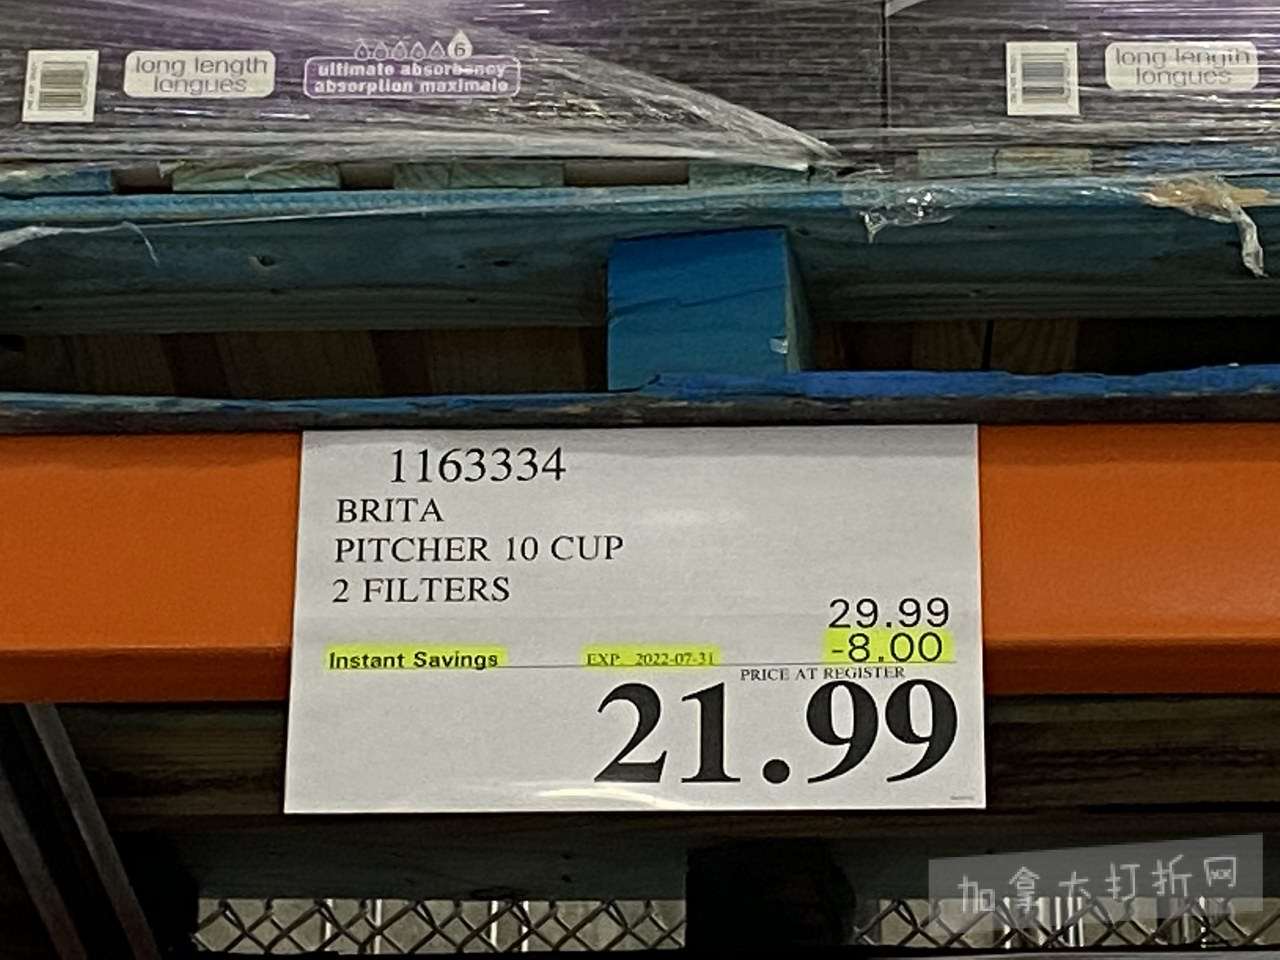 long length
longues
6
ultimate absorbency
absorption maximale
long length
longues
1163334
BRITA
PITCHER 10 CUP
2 FILTERS
29.99
Instant Savings EXP. 2022-07-31 -8.00
PRICE AT REGISTER
21.99
加拿大打折网